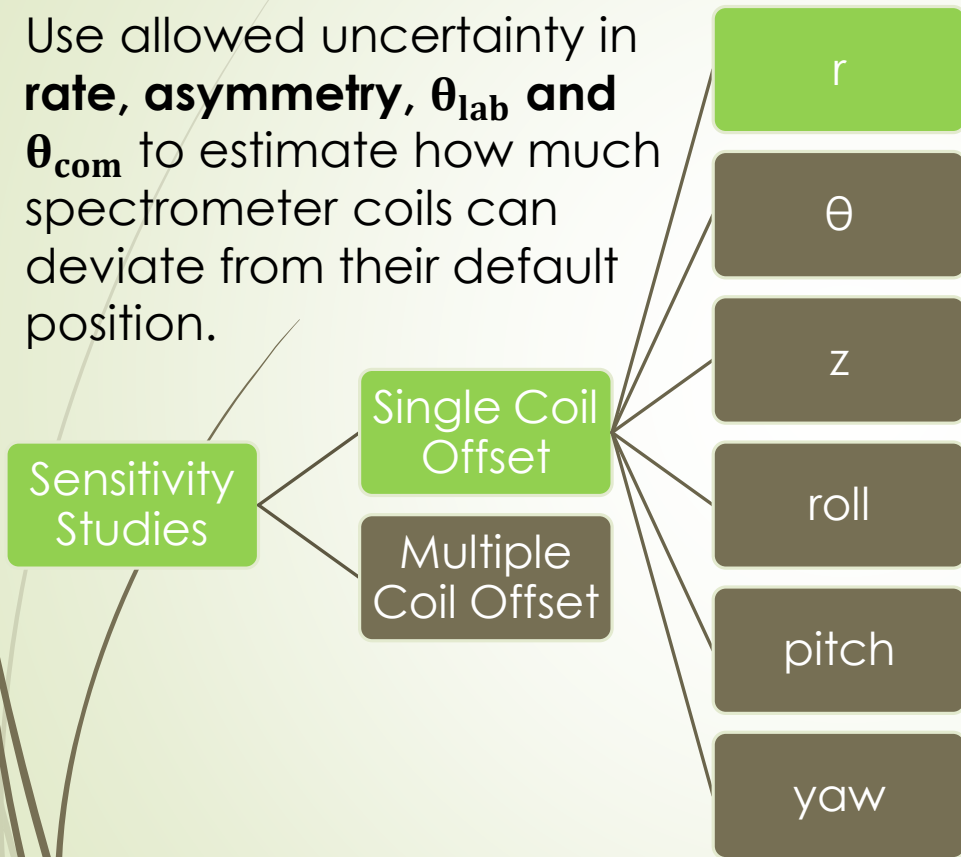 Use allowed uncertainty in
rate, asymmetry, θlab and
θcom to estimate how much
spectrometer coils can
deviate from their default
position.
Sensitivity
Studies
Single Coil
Offset
Multiple
Coil Offset
r
θ
z
roll
pitch
yaw